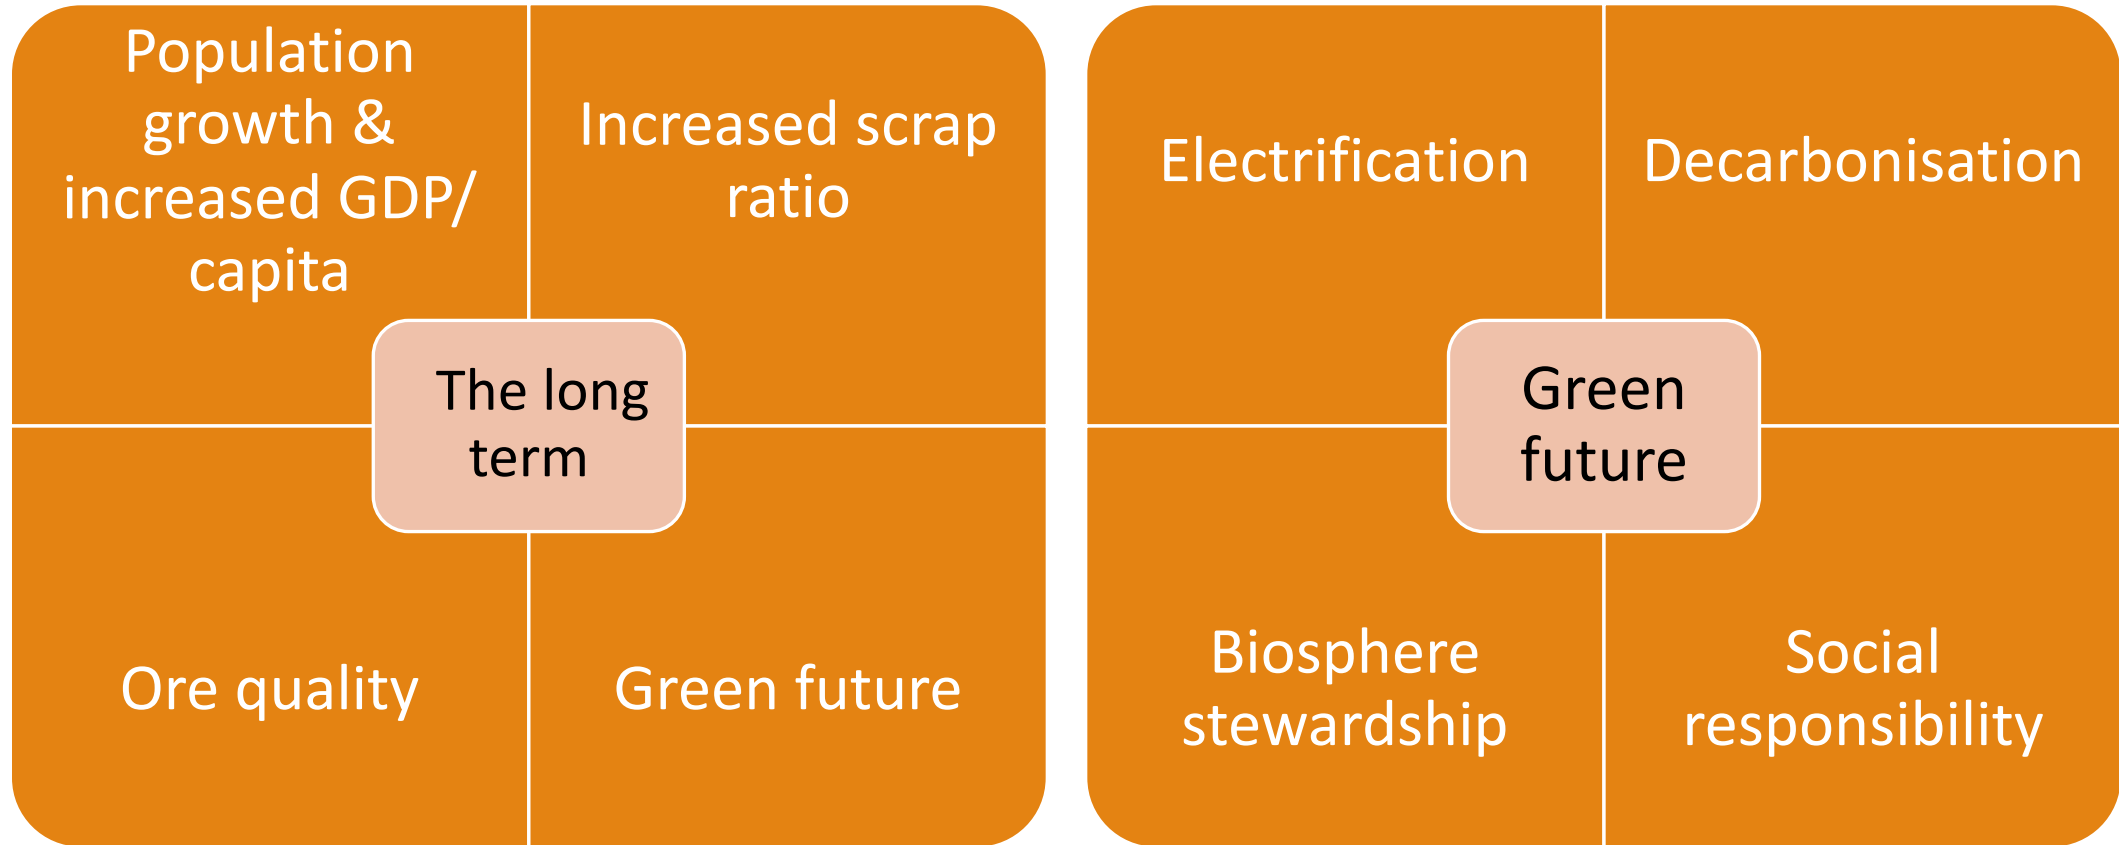 Population
growth &
increased GDP/
capita
Increased scrap
ratio
The long
term
Ore quality
Green future
Electrification
Decarbonisation
Green
future
Biosphere
stewardship
Social
responsibility